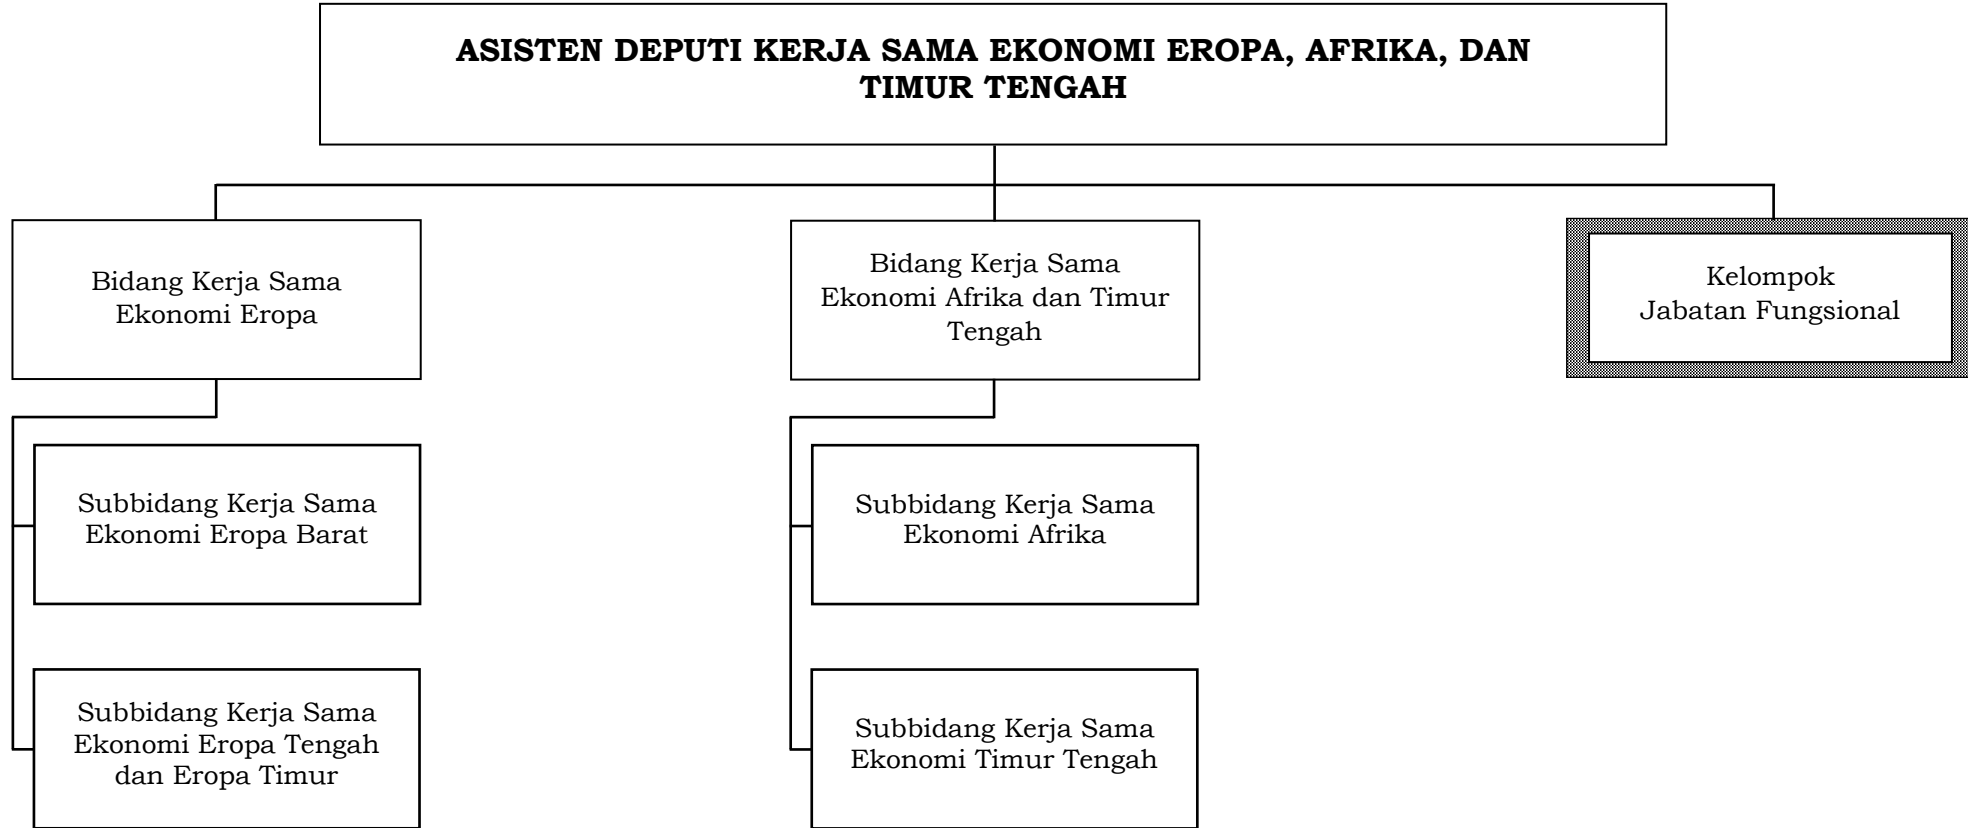 ASISTEN DEPUTI KERJA SAMA EKONOMI EROPA, AFRIKA, DAN
TIMUR TENGAH
Bidang Kerja Sama
Ekonomi Eropa
Bidang Kerja Sama
Ekonomi Afrika dan Timur
Tengah
Kelompok
Jabatan Fungsional
Subbidang Kerja Sama
Ekonomi Eropa Barat
Subbidang Kerja Sama
Ekonomi Afrika
Subbidang Kerja Sama
Ekonomi Eropa Tengah
dan Eropa Timur
Subbidang Kerja Sama
Ekonomi Timur Tengah